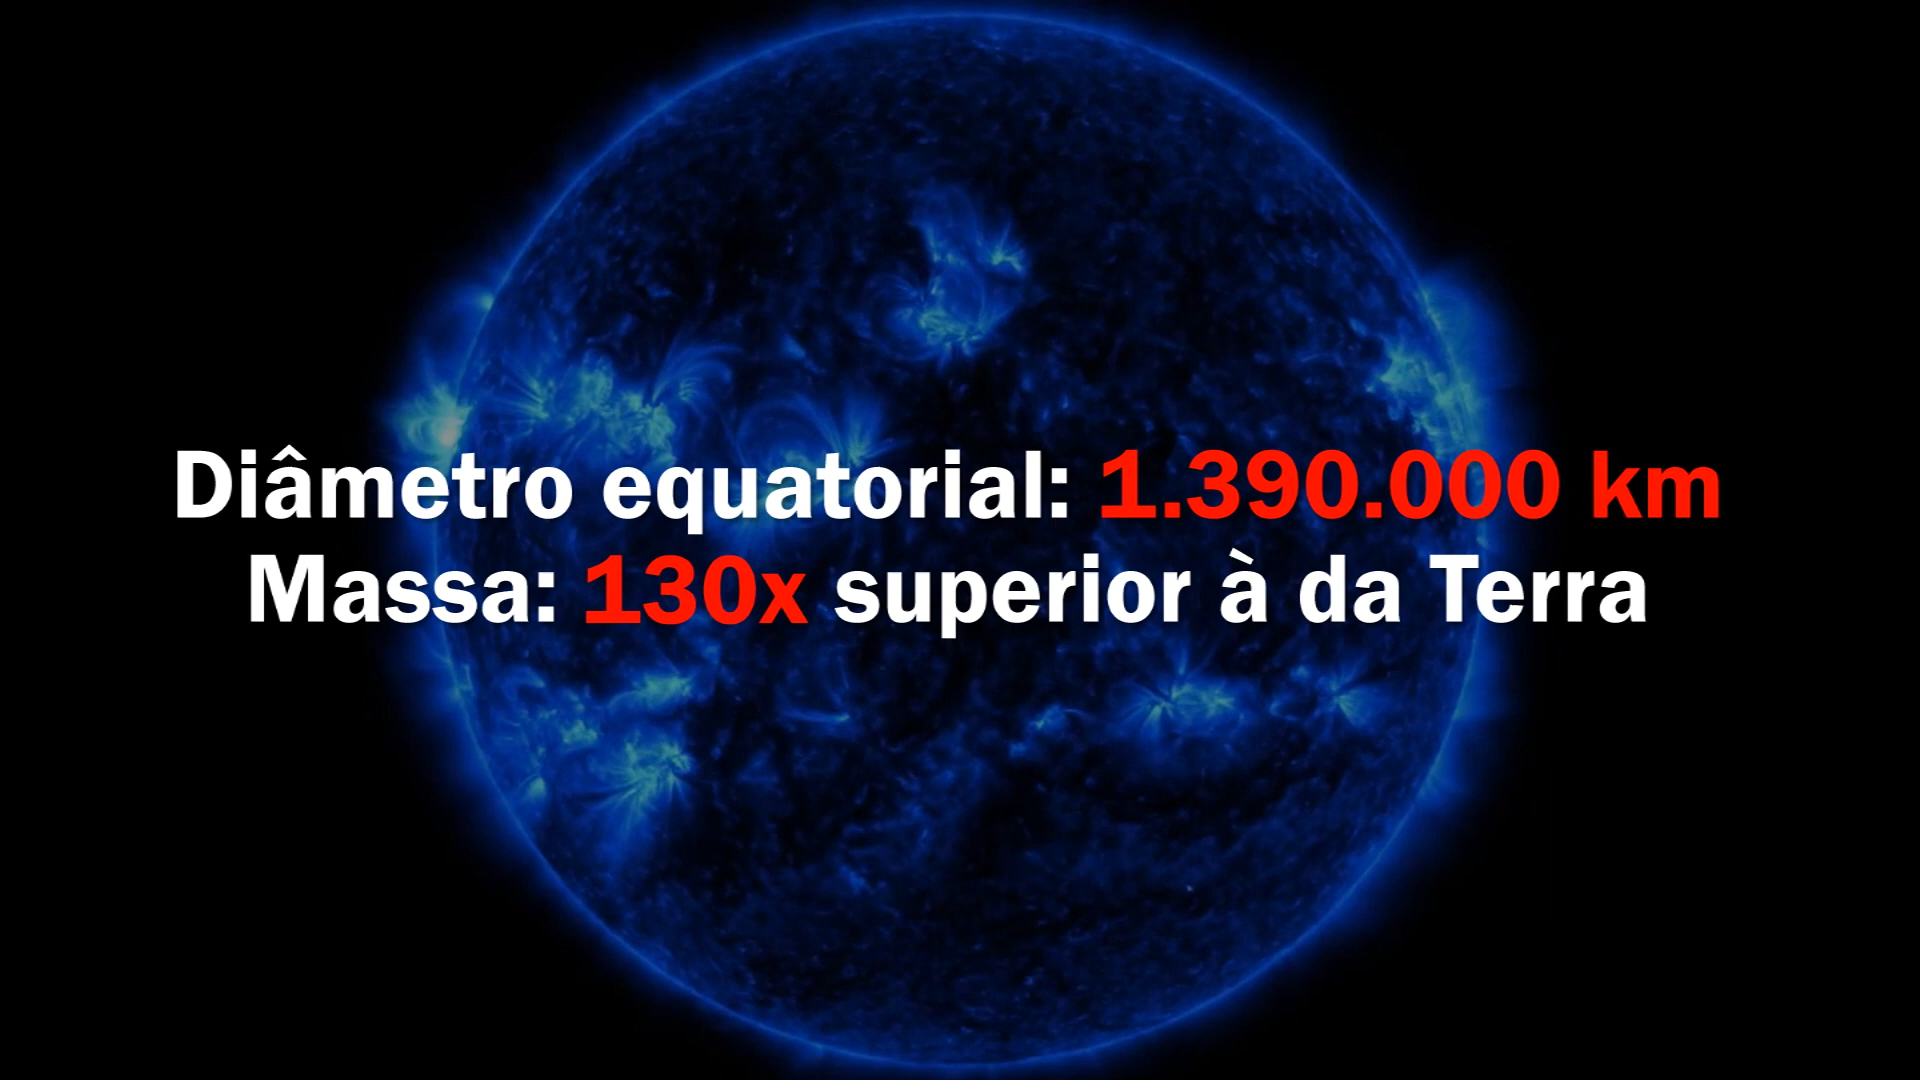 Diâmetro equatorial: 1.390.000 km
Massa: 130x superior à da Terra